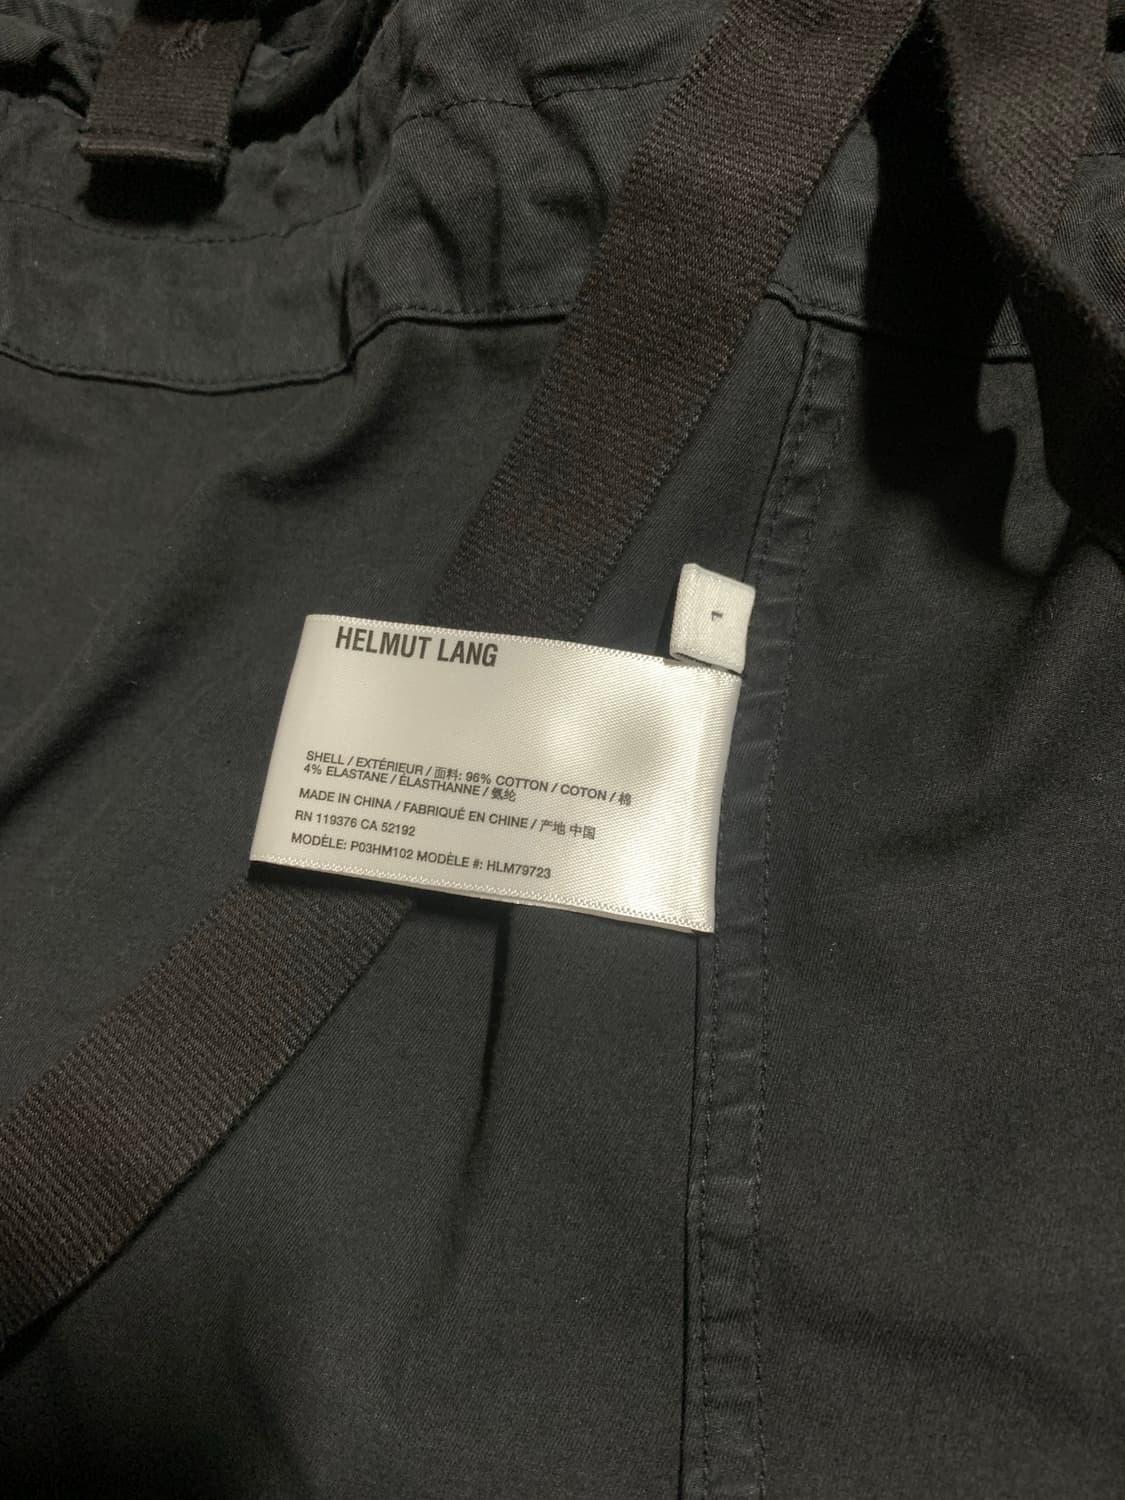 1
HELMUT LANG
SHELL / EXTÉRIEUR / 面料: 96% COTTON / COTON / 棉
4% ELASTANE / ÉLASTHANNE / 氨纶
MADE IN CHINA / FABRIQUÉ EN CHINE / 产地 中国
RN 119376 CA 52192
MODÈLE: P03HM102 MODÈLE #: HLM79723